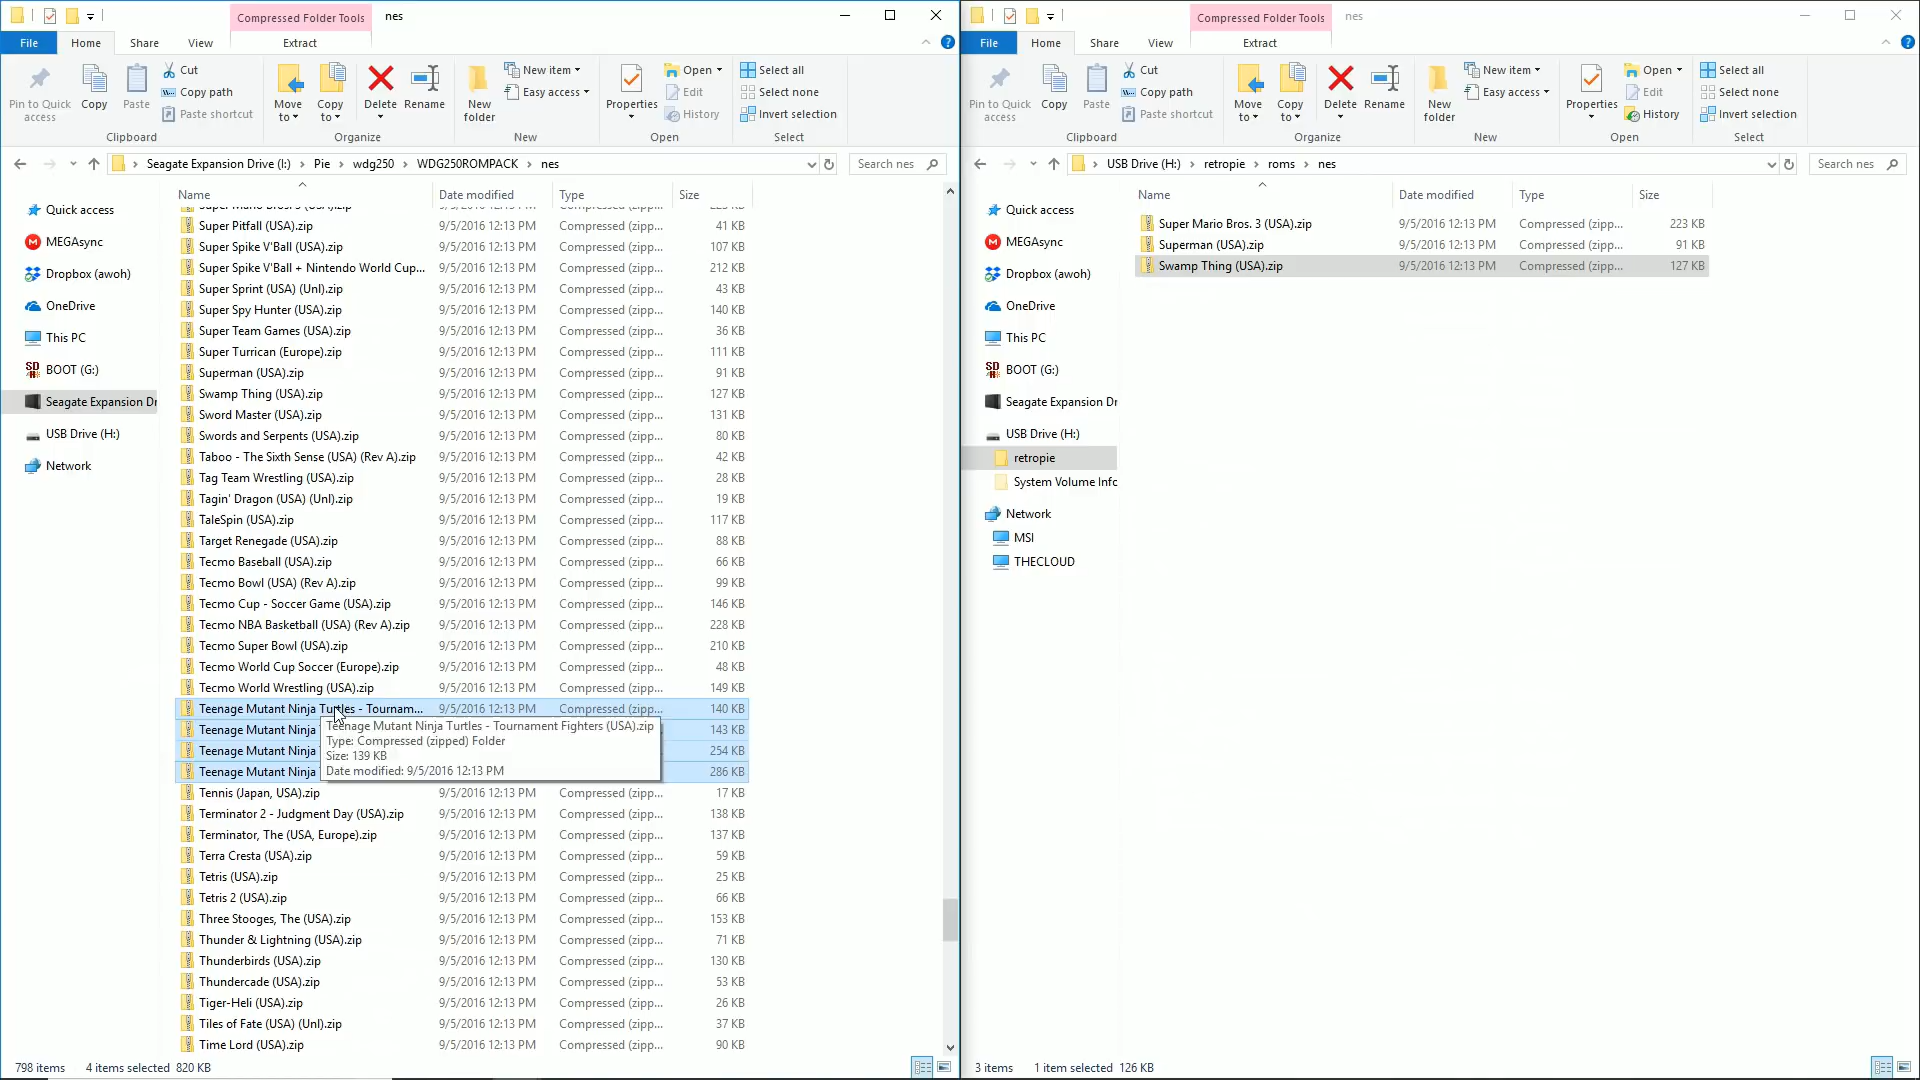 Compressed Folder Tools
nes
File
Home
Share
View
Extract
Pin to Quick access
Copy
Paste
Cut
Copy path
Paste shortcut
Clipboard
Move to
Copy to
Delete
Rename
Organize
New folder
New item
Easy access
New
Properties
Open
Edit
History
Open
Select all
Select none
Invert selection
Select
Seagate Expansion Drive (I:) > Pie > wdg250 > WDG250ROMPACK > nes
Search nes
Quick access
MEGAsync
Dropbox (awoh)
OneDrive
This PC
BOOT (G:)
Seagate Expansion Dr
USB Drive (H:)
Network
Name Date modified Type Size
Super Pitfall (USA).zip 9/5/2016 12:13 PM Compressed (zipp... 41 KB
Super Spike V'Ball (USA).zip 9/5/2016 12:13 PM Compressed (zipp... 107 KB
Super Spike V'Ball + Nintendo World Cup... 9/5/2016 12:13 PM Compressed (zipp... 212 KB
Super Sprint (USA) (Unl).zip 9/5/2016 12:13 PM Compressed (zipp... 43 KB
Super Spy Hunter (USA).zip 9/5/2016 12:13 PM Compressed (zipp... 140 KB
Super Team Games (USA).zip 9/5/2016 12:13 PM Compressed (zipp... 36 KB
Super Turrican (Europe).zip 9/5/2016 12:13 PM Compressed (zipp... 111 KB
Superman (USA).zip 9/5/2016 12:13 PM Compressed (zipp... 91 KB
Swamp Thing (USA).zip 9/5/2016 12:13 PM Compressed (zipp... 127 KB
Sword Master (USA).zip 9/5/2016 12:13 PM Compressed (zipp... 131 KB
Swords and Serpents (USA).zip 9/5/2016 12:13 PM Compressed (zipp... 80 KB
Taboo - The Sixth Sense (USA) (Rev A).zip 9/5/2016 12:13 PM Compressed (zipp... 42 KB
Tag Team Wrestling (USA).zip 9/5/2016 12:13 PM Compressed (zipp... 28 KB
Tagin' Dragon (USA) (Unl).zip 9/5/2016 12:13 PM Compressed (zipp... 19 KB
TaleSpin (USA).zip 9/5/2016 12:13 PM Compressed (zipp... 117 KB
Target Renegade (USA).zip 9/5/2016 12:13 PM Compressed (zipp... 88 KB
Tecmo Baseball (USA).zip 9/5/2016 12:13 PM Compressed (zipp... 66 KB
Tecmo Bowl (USA) (Rev A).zip 9/5/2016 12:13 PM Compressed (zipp... 99 KB
Tecmo Cup - Soccer Game (USA).zip 9/5/2016 12:13 PM Compressed (zipp... 146 KB
Tecmo NBA Basketball (USA) (Rev A).zip 9/5/2016 12:13 PM Compressed (zipp... 228 KB
Tecmo Super Bowl (USA).zip 9/5/2016 12:13 PM Compressed (zipp... 210 KB
Tecmo World Cup Soccer (Europe).zip 9/5/2016 12:13 PM Compressed (zipp... 48 KB
Tecmo World Wrestling (USA).zip 9/5/2016 12:13 PM Compressed (zipp... 149 KB
Teenage Mutant Ninja Turtles - Tournam... 9/5/2016 12:13 PM Compressed (zipp... 140 KB
Teenage Mutant Ninja 143 KB
Teenage Mutant Ninja 254 KB
Teenage Mutant Ninja 286 KB
Teenage Mutant Ninja Turtles - Tournament Fighters (USA).zip
Type: Compressed (zipped) Folder
Size: 139 KB
Date modified: 9/5/2016 12:13 PM
Tennis (Japan, USA).zip 9/5/2016 12:13 PM Compressed (zipp... 17 KB
Terminator 2 - Judgment Day (USA).zip 9/5/2016 12:13 PM Compressed (zipp... 138 KB
Terminator, The (USA, Europe).zip 9/5/2016 12:13 PM Compressed (zipp... 137 KB
Terra Cresta (USA).zip 9/5/2016 12:13 PM Compressed (zipp... 59 KB
Tetris (USA).zip 9/5/2016 12:13 PM Compressed (zipp... 25 KB
Tetris 2 (USA).zip 9/5/2016 12:13 PM Compressed (zipp... 66 KB
Three Stooges, The (USA).zip 9/5/2016 12:13 PM Compressed (zipp... 153 KB
Thunder & Lightning (USA).zip 9/5/2016 12:13 PM Compressed (zipp... 71 KB
Thunderbirds (USA).zip 9/5/2016 12:13 PM Compressed (zipp... 130 KB
Thundercade (USA).zip 9/5/2016 12:13 PM Compressed (zipp... 53 KB
Tiger-Heli (USA).zip 9/5/2016 12:13 PM Compressed (zipp... 26 KB
Tiles of Fate (USA) (Unl).zip 9/5/2016 12:13 PM Compressed (zipp... 37 KB
Time Lord (USA).zip 9/5/2016 12:13 PM Compressed (zipp... 90 KB
798 items 4 items selected 820 KB
Compressed Folder Tools
nes
File
Home
Share
View
Extract
Pin to Quick access
Copy
Paste
Cut
Copy path
Paste shortcut
Clipboard
Move to
Copy to
Delete
Rename
Organize
New folder
New item
Easy access
New
Properties
Open
Edit
History
Open
Select all
Select none
Invert selection
Select
USB Drive (H:) > retropie > roms > nes
Search nes
Quick access
MEGAsync
Dropbox (awoh)
OneDrive
This PC
BOOT (G:)
Seagate Expansion Dr
USB Drive (H:)
retropie
System Volume Info
Network
MSI
THECLOUD
Name Date modified Type Size
Super Mario Bros. 3 (USA).zip 9/5/2016 12:13 PM Compressed (zipp... 223 KB
Superman (USA).zip 9/5/2016 12:13 PM Compressed (zipp... 91 KB
Swamp Thing (USA).zip 9/5/2016 12:13 PM Compressed (zipp... 127 KB
3 items 1 item selected 126 KB